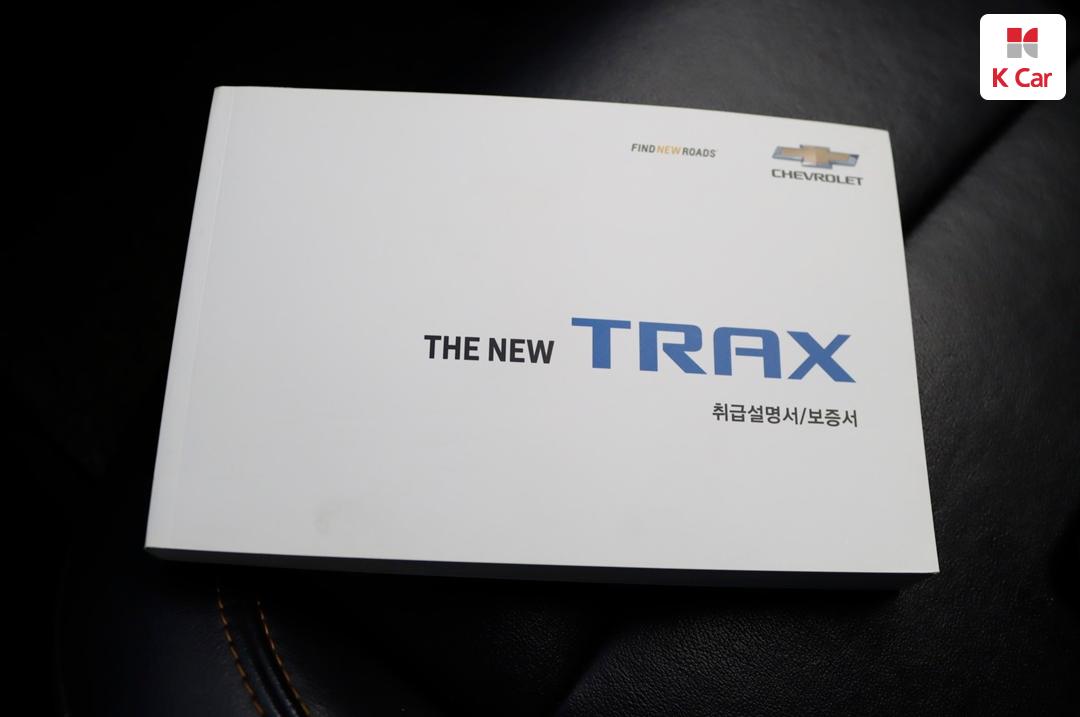 K Car
FIND NEW ROADS
CHEVROLET
THE NEW TRAX
취급설명서/보증서